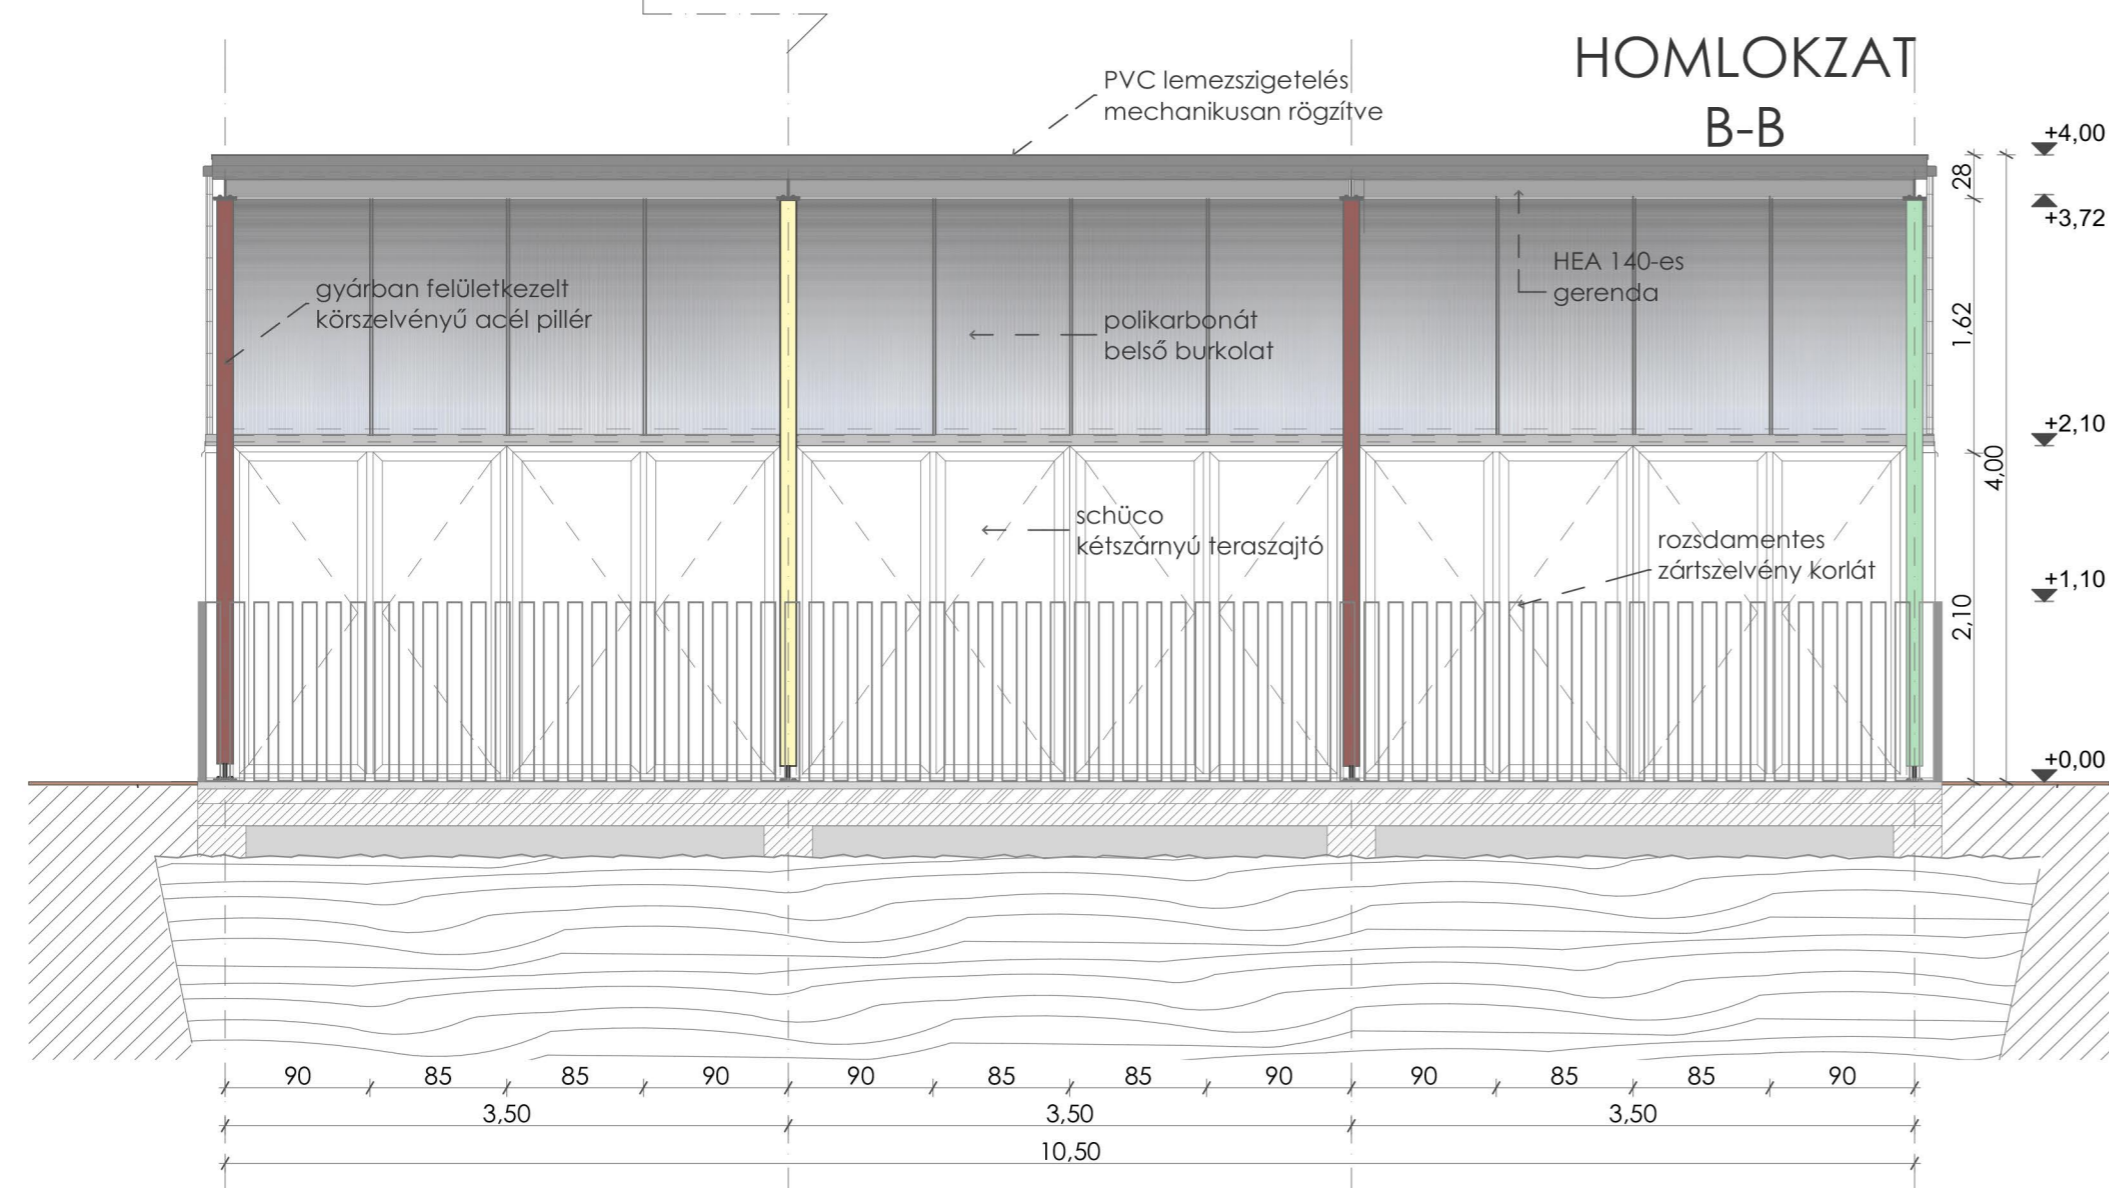 HOMLOKZAT
B-B
PVC lemezszigetelés
mechanikusan rögzítve
+4,00
28
+3,72
gyárban felületkezelt
körszelvényű acél pillér
HEA 140-es
gerenda
polikarbonát
belső burkolat
1,62
+2,10
4,00
schüco
kétszárnyú teraszajtó
rozsdamentes
zártszelvény korlát
+1,10
2,10
+0,00
90 85 85 90 90 85 85 90 90 85 85 90
3,50 3,50 3,50
10,50